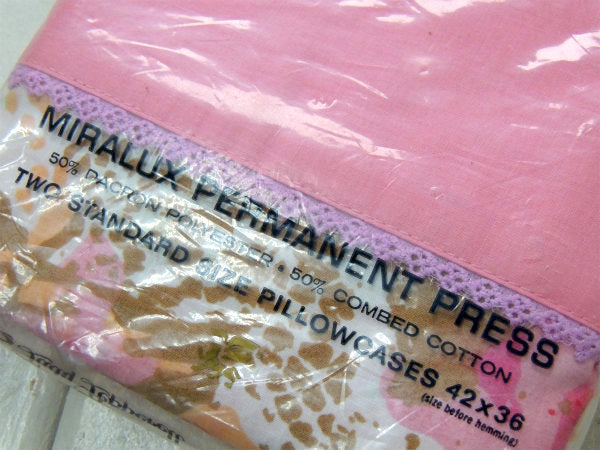 MIRALUX PERMANENT PRESS
50% DACRON POLYESTER • 50% COMBED COTTON
TWO STANDARD SIZE PILLOWCASES 42 x 36
(size before hemming)